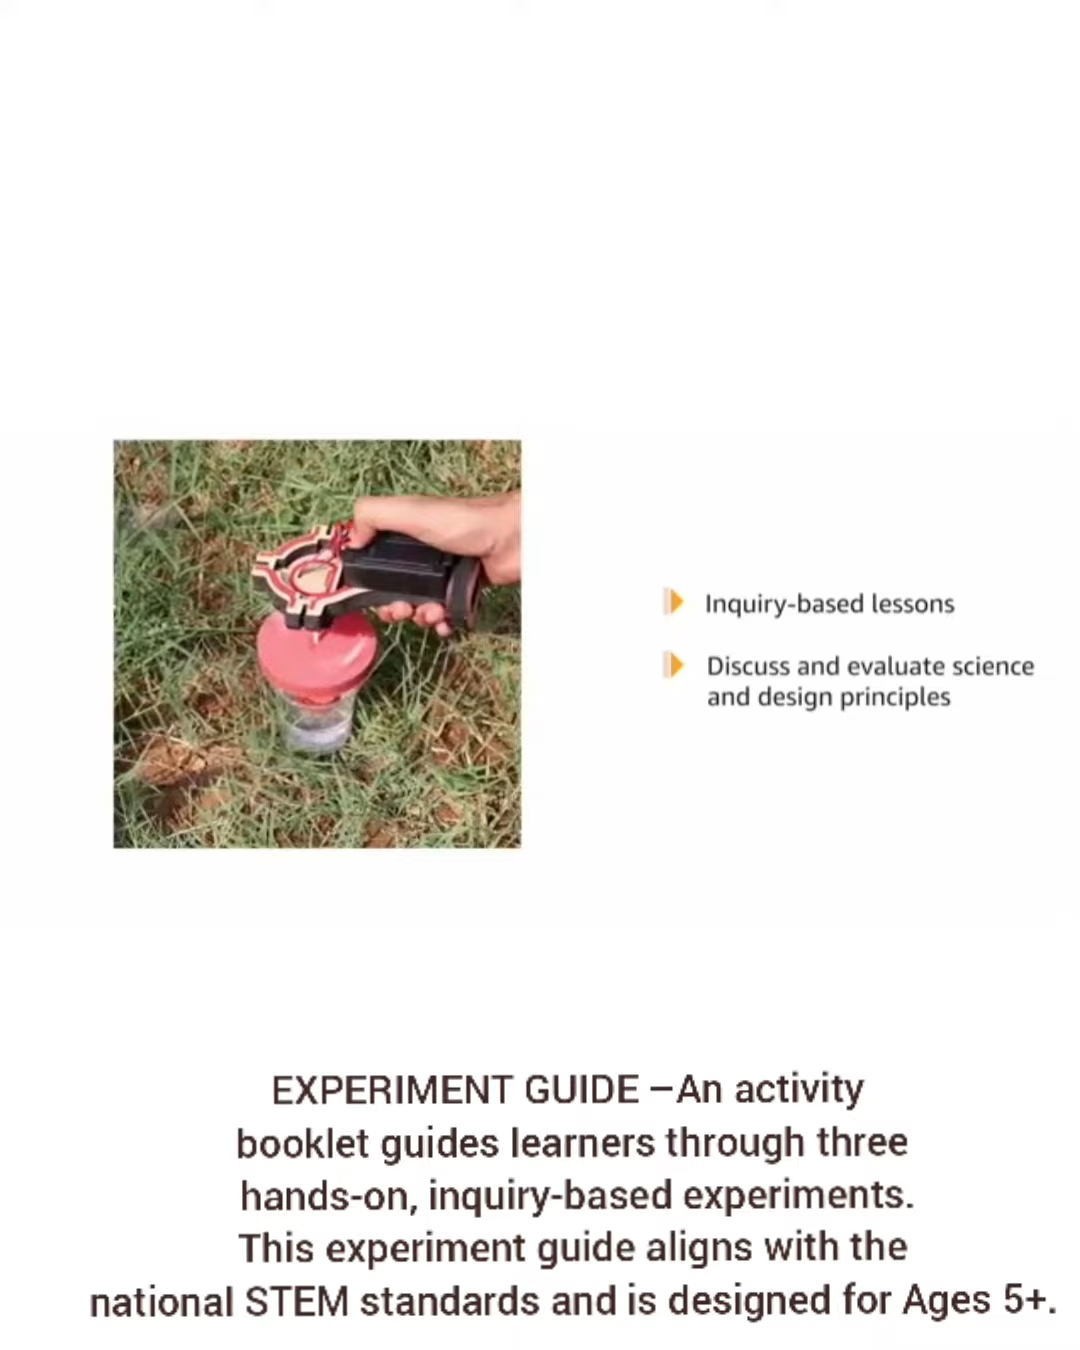 Inquiry-based lessons
Discuss and evaluate science
and design principles
EXPERIMENT GUIDE –An activity
booklet guides learners through three
hands-on, inquiry-based experiments.
This experiment guide aligns with the
national STEM standards and is designed for Ages 5+.